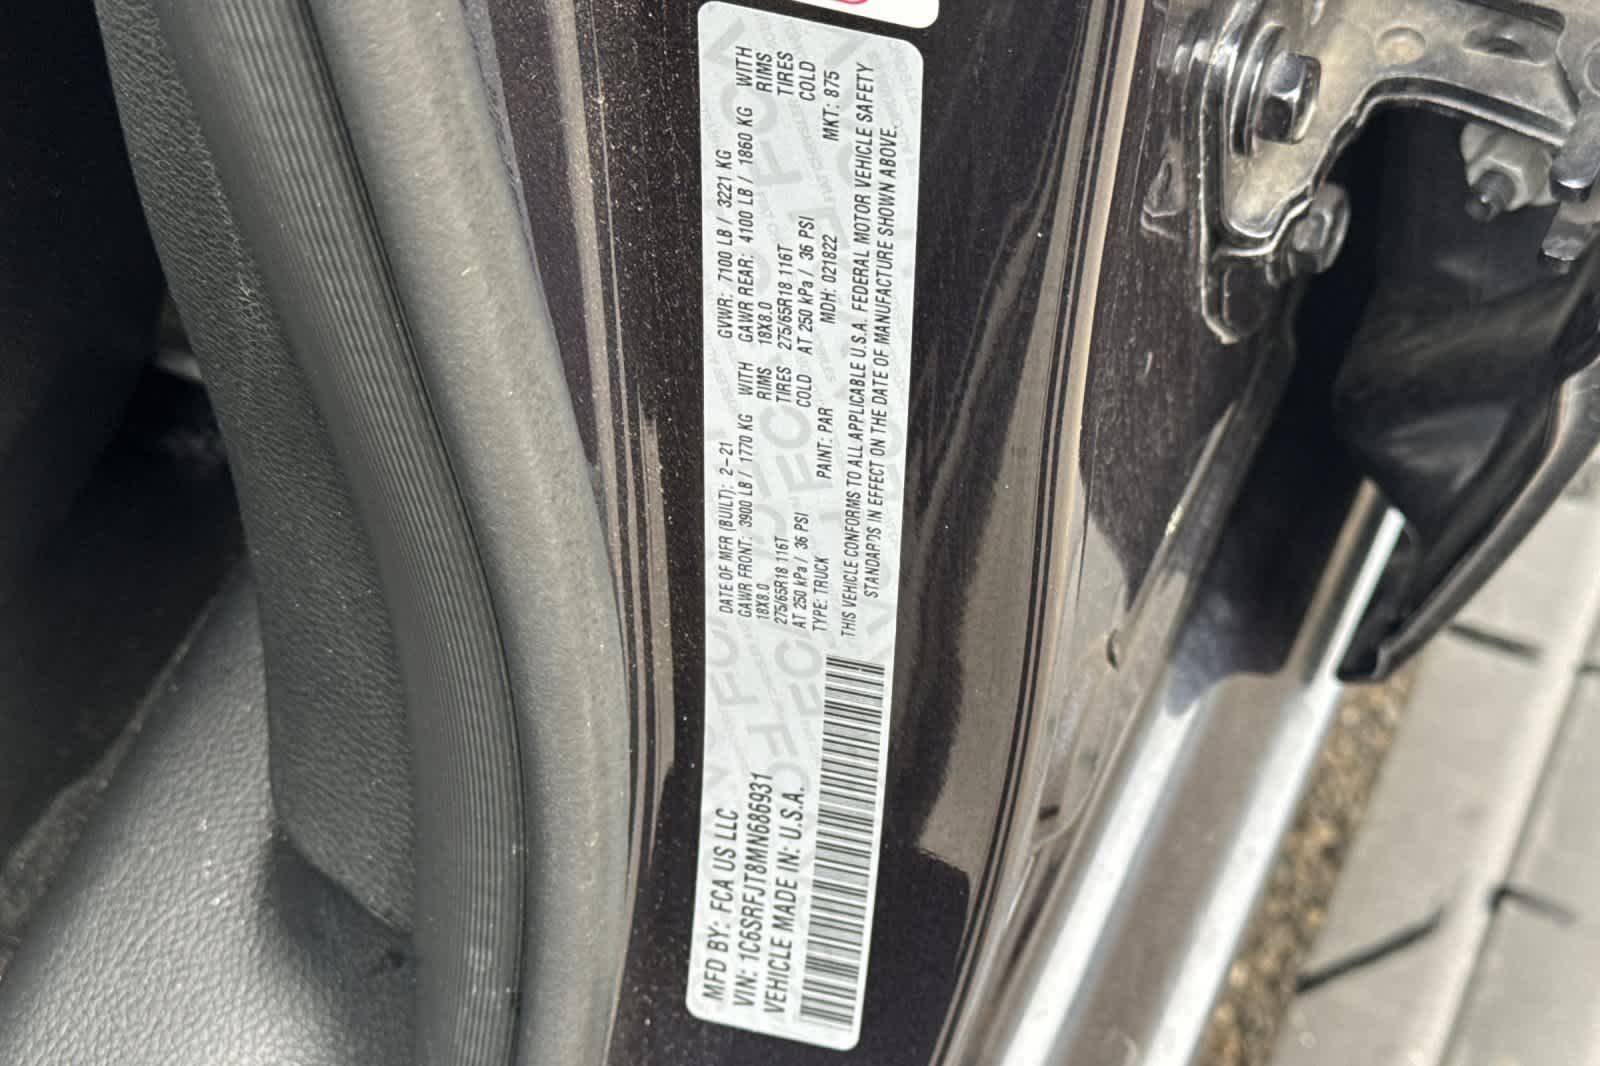 MFD BY: FCA US LLC
DATE OF MFR (BUILT): 2-21 GVWR: 7100 LB / 3221 KG
VIN: 1C6SRFJT8MN686931
GAWR FRONT: 3900 LB / 1770 KG WITH GAWR REAR: 4100 LB / 1860 KG WITH
VEHICLE MADE IN: U.S.A.
18X8.0 RIMS 18X8.0 RIMS
275/65R18 116T TIRES 275/65R18 116T TIRES
AT 250 kPa / 36 PSI COLD AT 250 kPa / 36 PSI COLD
TYPE: TRUCK PAINT: PAR MDH: 021822 MKT: 875
THIS VEHICLE CONFORMS TO ALL APPLICABLE U.S.A. FEDERAL MOTOR VEHICLE SAFETY
STANDARDS IN EFFECT ON THE DATE OF MANUFACTURE SHOWN ABOVE.